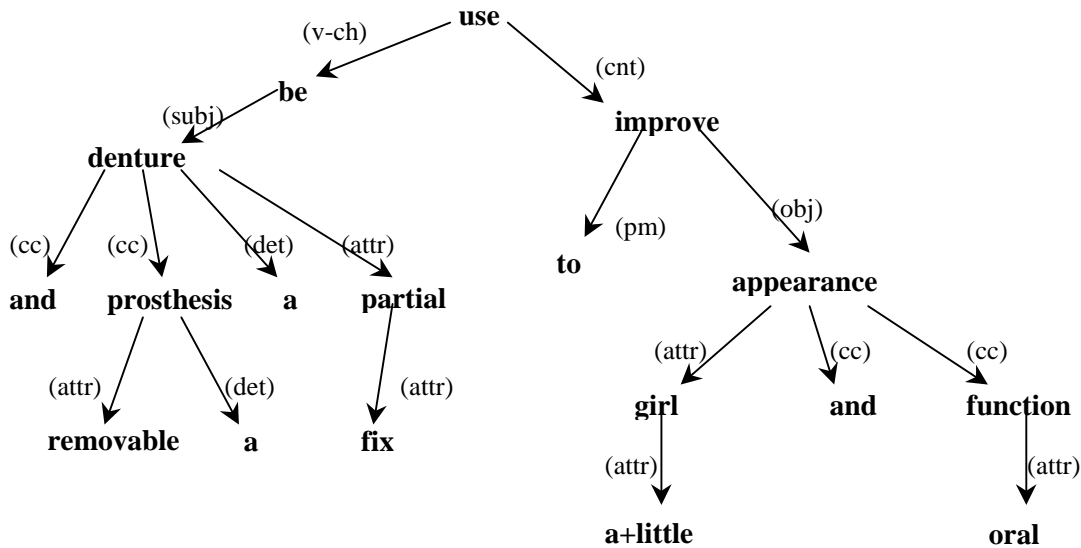 use
(v-ch)
(cnt)
be
improve
(subj)
denture
(pm)
(obj)
(cc) (cc) (det) (attr)
to
appearance
and prosthesis a partial
(attr) (cc) (cc)
(attr) (det) (attr)
girl and function
removable a fix
(attr) (attr)
a+little oral